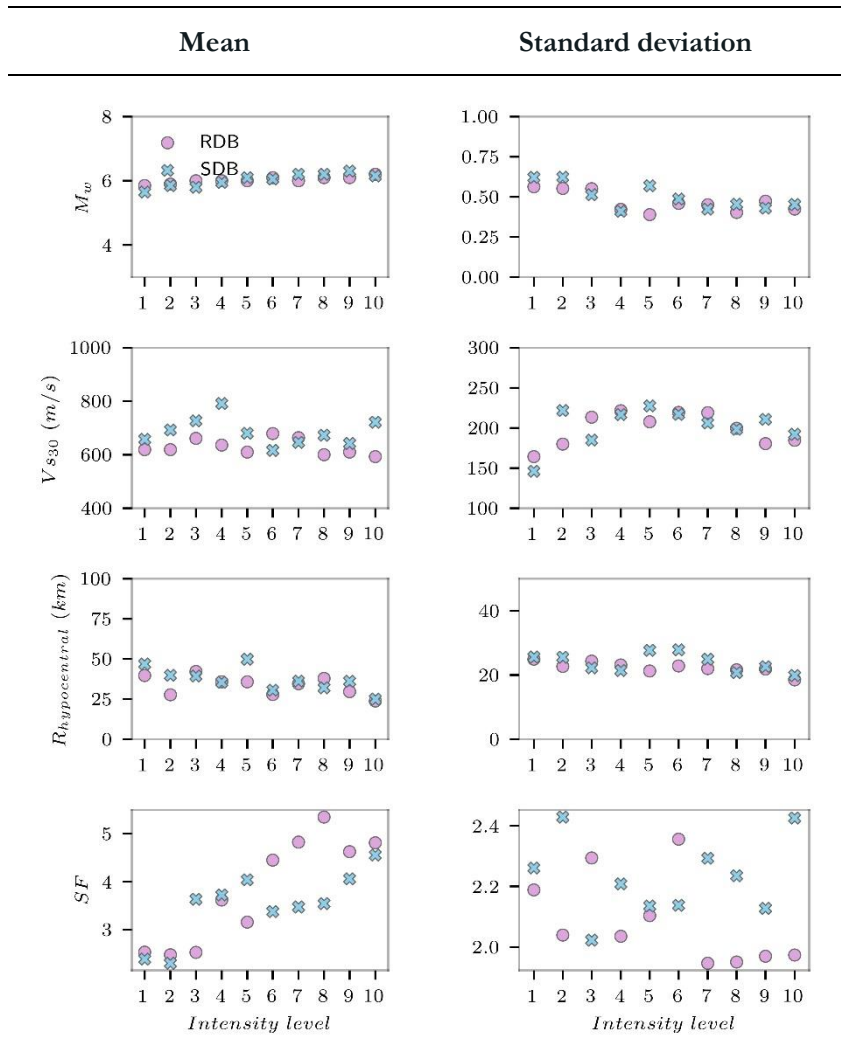 Mean Standard deviation
8
6
4
M_w
RDB
SDB
1 2 3 4 5 6 7 8 9 10
1.00
0.75
0.50
0.25
0.00
1 2 3 4 5 6 7 8 9 10
1000
800
600
400
Vs_30 (m/s)
1 2 3 4 5 6 7 8 9 10
300
250
200
150
100
1 2 3 4 5 6 7 8 9 10
100
75
50
25
0
R_hypocentral (km)
1 2 3 4 5 6 7 8 9 10
40
20
0
1 2 3 4 5 6 7 8 9 10
5
4
3
SF
1 2 3 4 5 6 7 8 9 10
Intensity level
2.4
2.2
2.0
1 2 3 4 5 6 7 8 9 10
Intensity level